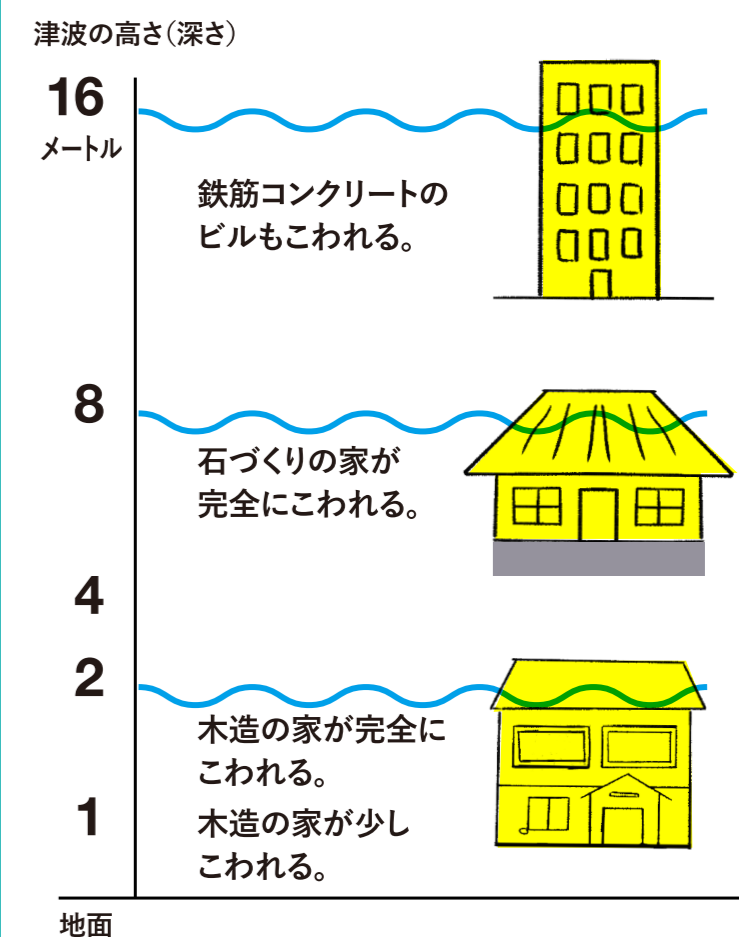 津波の高さ(深さ)
16
メートル
鉄筋コンクリートの
ビルもこわれる。
8
石づくりの家が
完全にこわれる。
4
2
木造の家が完全に
こわれる。
1
木造の家が少し
こわれる。
地面